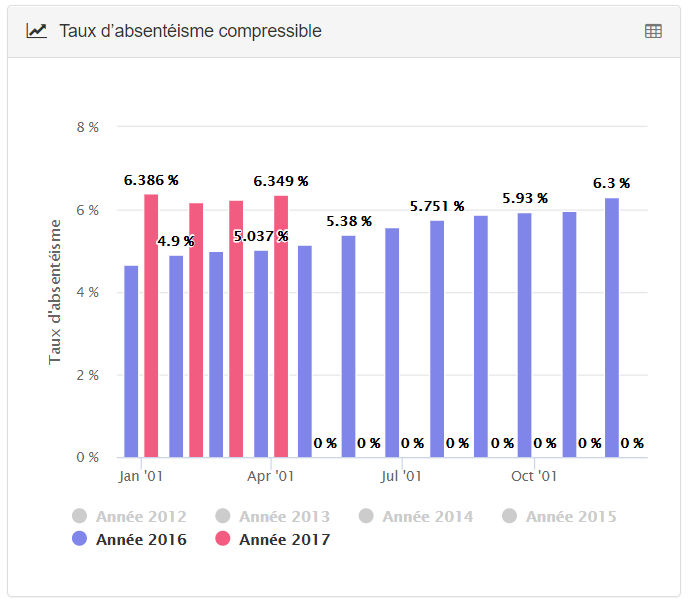 Taux d’absentéisme compressible
Taux d'absentéisme
8 %
6 %
4 %
2 %
0 %
6.386 %
6.349 %
4.9 %
5.037 %
5.38 %
5.751 %
5.93 %
6.3 %
0 % 0 % 0 % 0 % 0 % 0 % 0 % 0 %
Jan '01 Apr '01 Jul '01 Oct '01
Année 2012 Année 2013 Année 2014 Année 2015
Année 2016 Année 2017